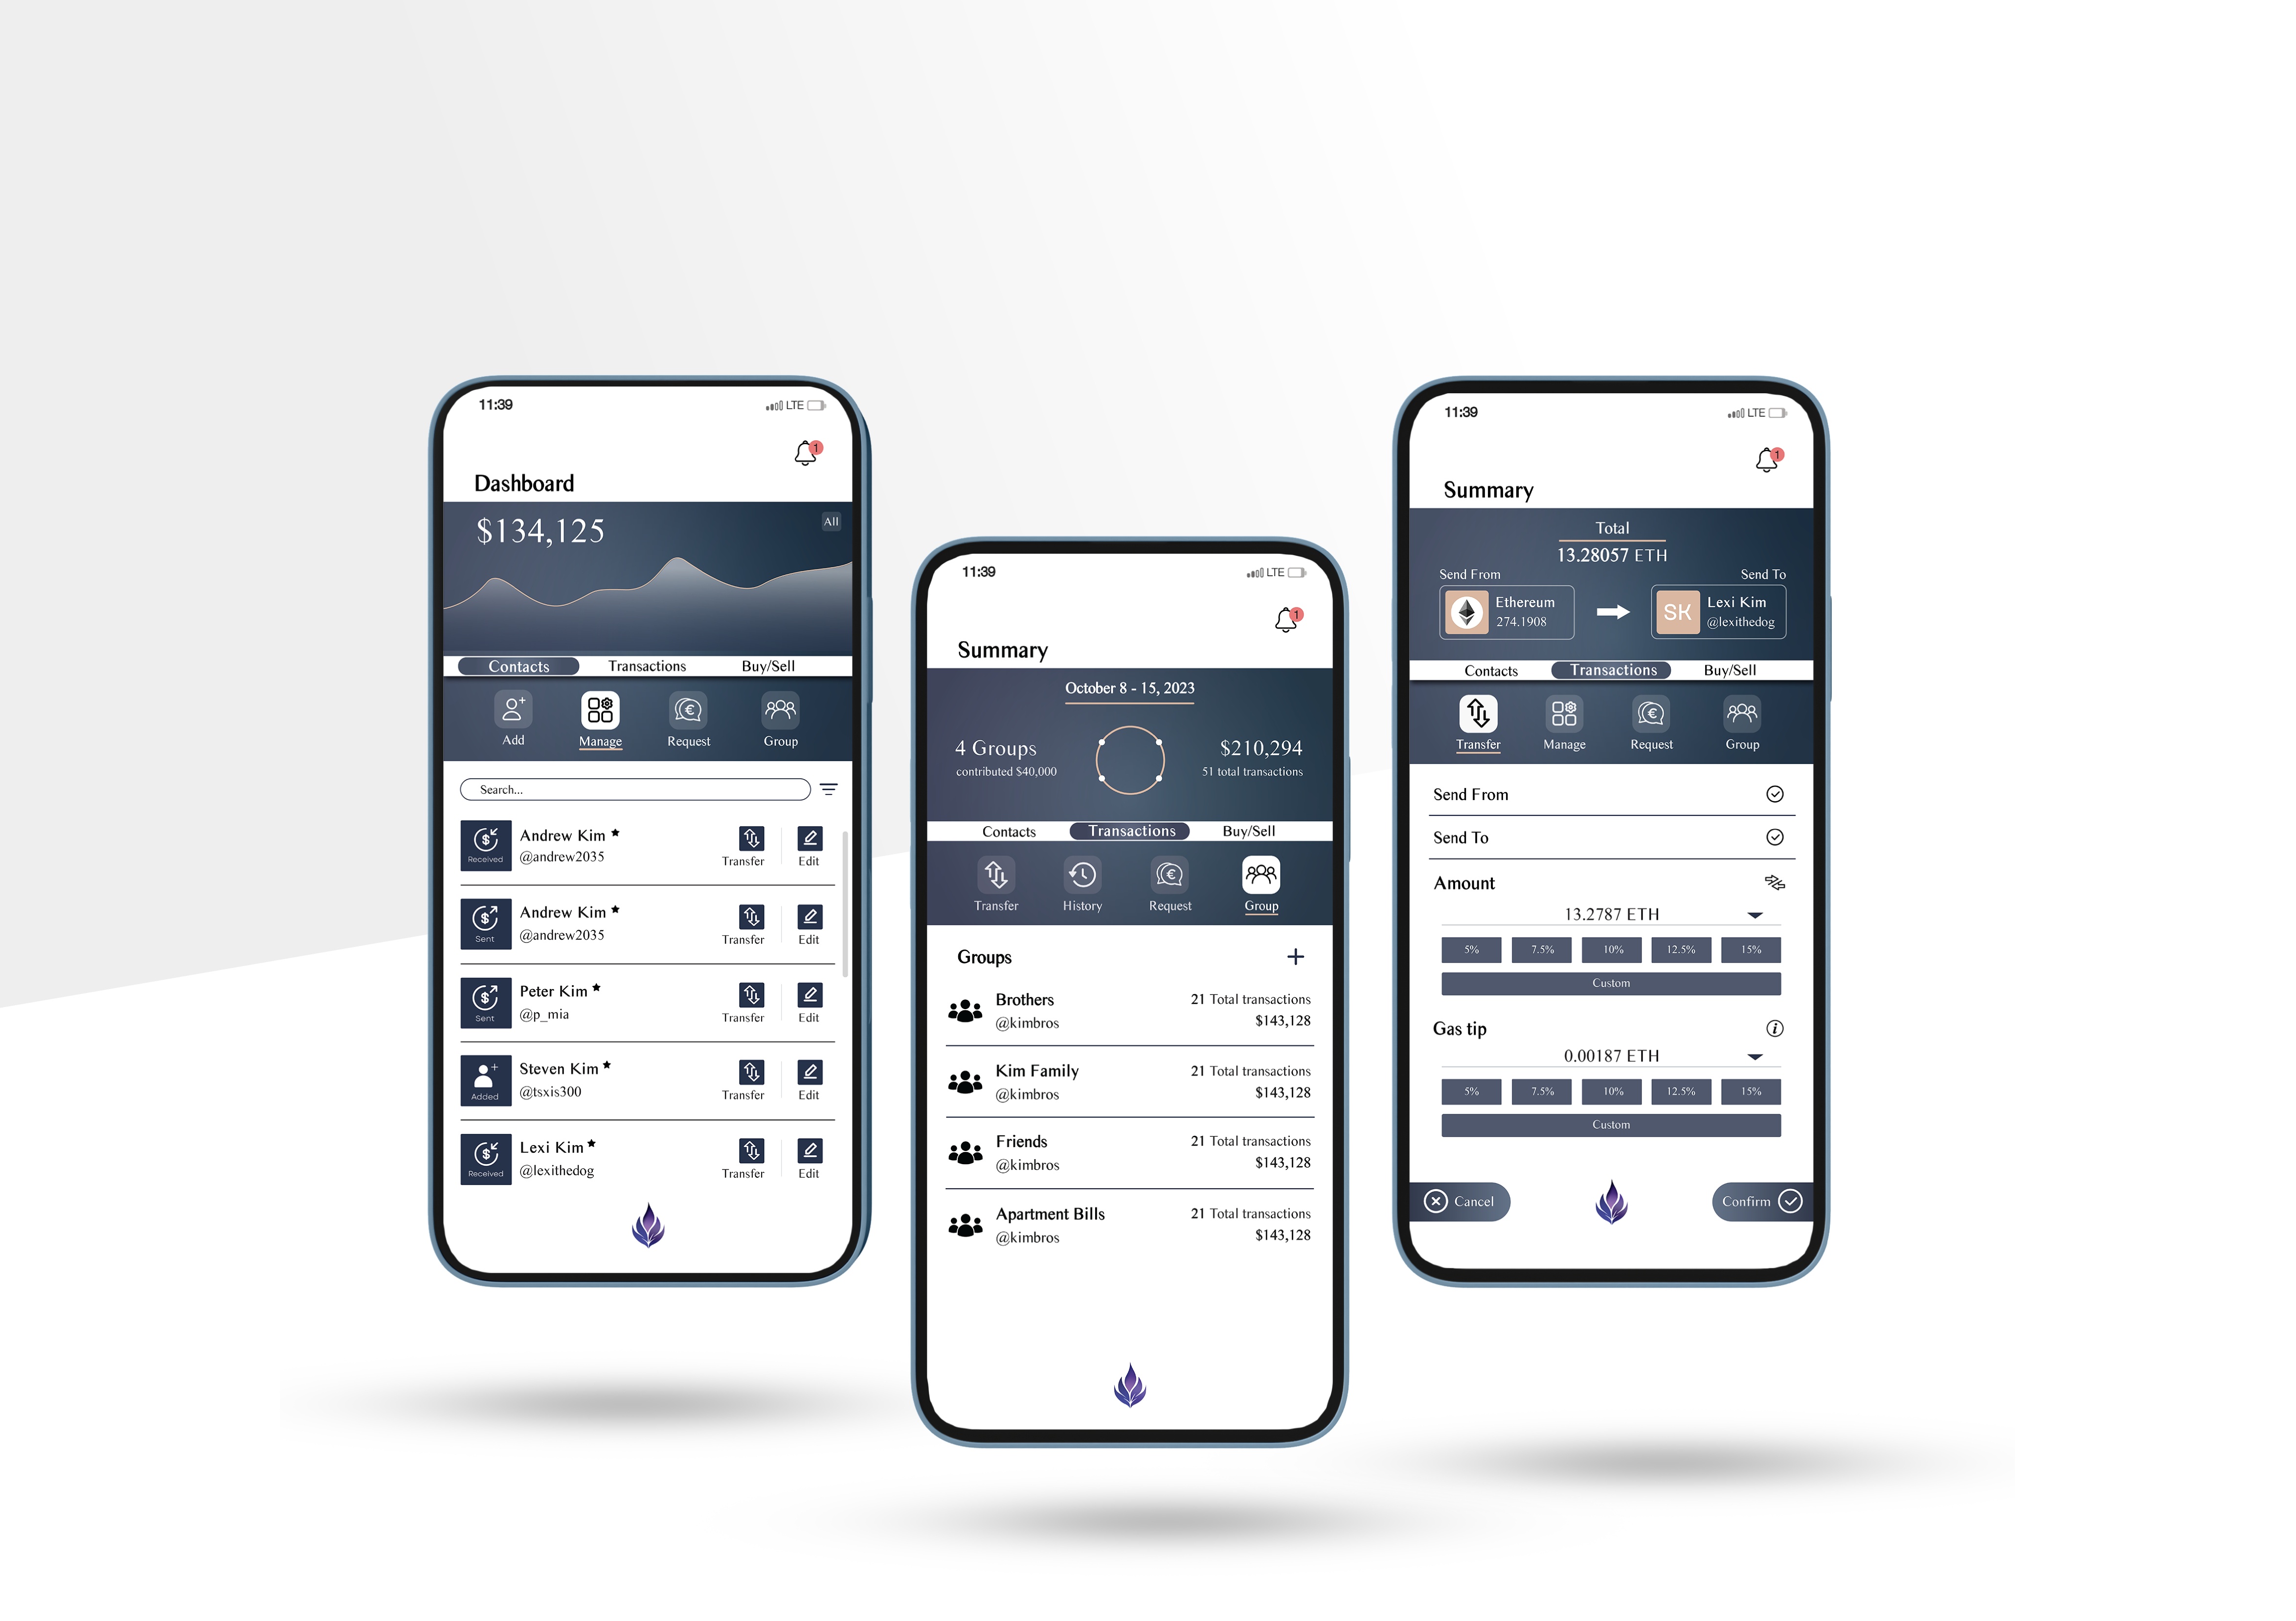 11:39
LTE
1
Dashboard
$134,125
All
Contacts Transactions Buy/Sell
Add Manage Request Group
Search...
Received
Andrew Kim
@andrew2035
Transfer Edit
Sent
Andrew Kim
@andrew2035
Transfer Edit
Sent
Peter Kim
@p_mia
Transfer Edit
Added
Steven Kim
@tsxis300
Transfer Edit
Received
Lexi Kim
@lexithedog
Transfer Edit
11:39
LTE
1
Summary
October 8 - 15, 2023
4 Groups
contributed $40,000
$210,294
51 total transactions
Contacts Transactions Buy/Sell
Transfer History Request Group
Groups
Brothers
@kimbros
21 Total transactions
$143,128
Kim Family
@kimbros
21 Total transactions
$143,128
Friends
@kimbros
21 Total transactions
$143,128
Apartment Bills
@kimbros
21 Total transactions
$143,128
11:39
LTE
1
Summary
Total
13.28057 ETH
Send From
Ethereum
274.1908
Send To
SK
Lexi Kim
@lexithedog
Contacts Transactions Buy/Sell
Transfer Manage Request Group
Send From
Send To
Amount
13.2787 ETH
5% 7.5% 10% 12.5% 15%
Custom
Gas tip
0.00187 ETH
5% 7.5% 10% 12.5% 15%
Custom
Cancel
Confirm